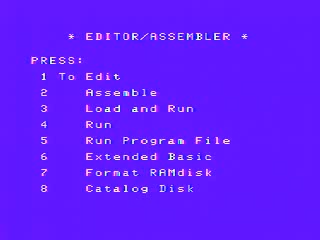 * EDITOR/ASSEMBLER *
PRESS:
1 To Edit
2 Assemble
3 Load and Run
4 Run
5 Run Program File
6 Extended Basic
7 Format RAMdisk
8 Catalog Disk